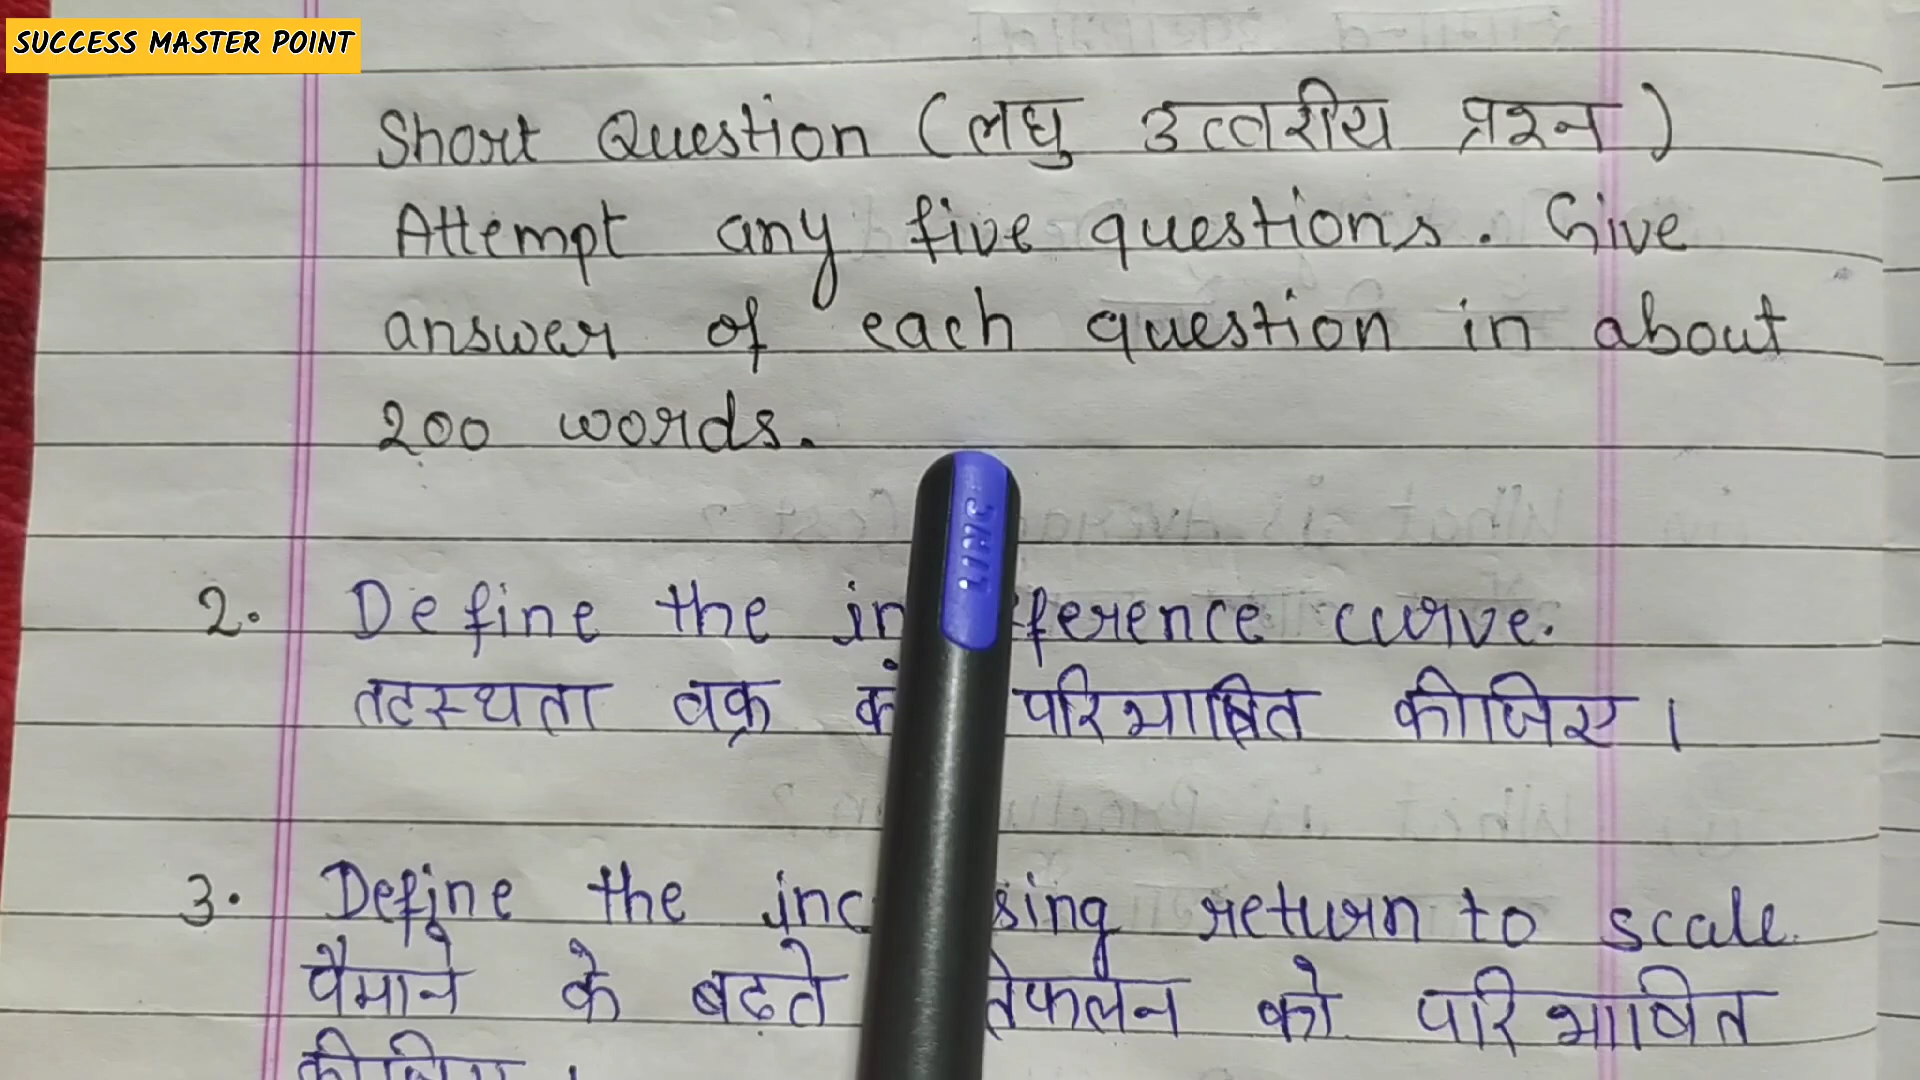 SUCCESS MASTER POINT
Short Question (लघु उत्तरीय प्रश्न)
Attempt any five questions. Give
answer of each question in about
200 words.
LINC
2. Define the in fference curve.
तटस्थता वक्र परिभाषित कीजिए।
3. Define the inc sing return to scale.
पैमाने के बढ़ते तिफलन को परिभाषित
कीजिए।